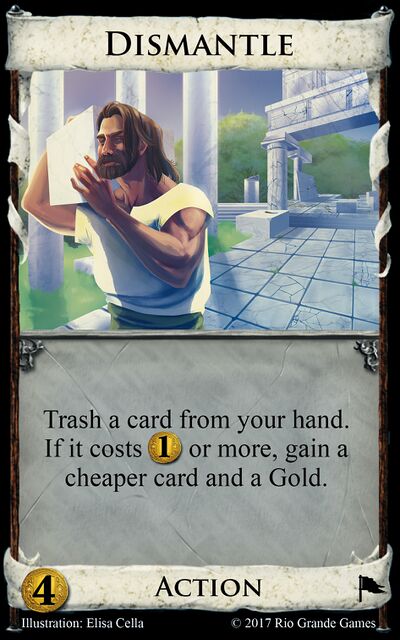 Dismantle
Trash a card from your hand.
If it costs 1 or more, gain a
cheaper card and a Gold.
4 Action
Illustration: Elisa Cella © 2017 Rio Grande Games